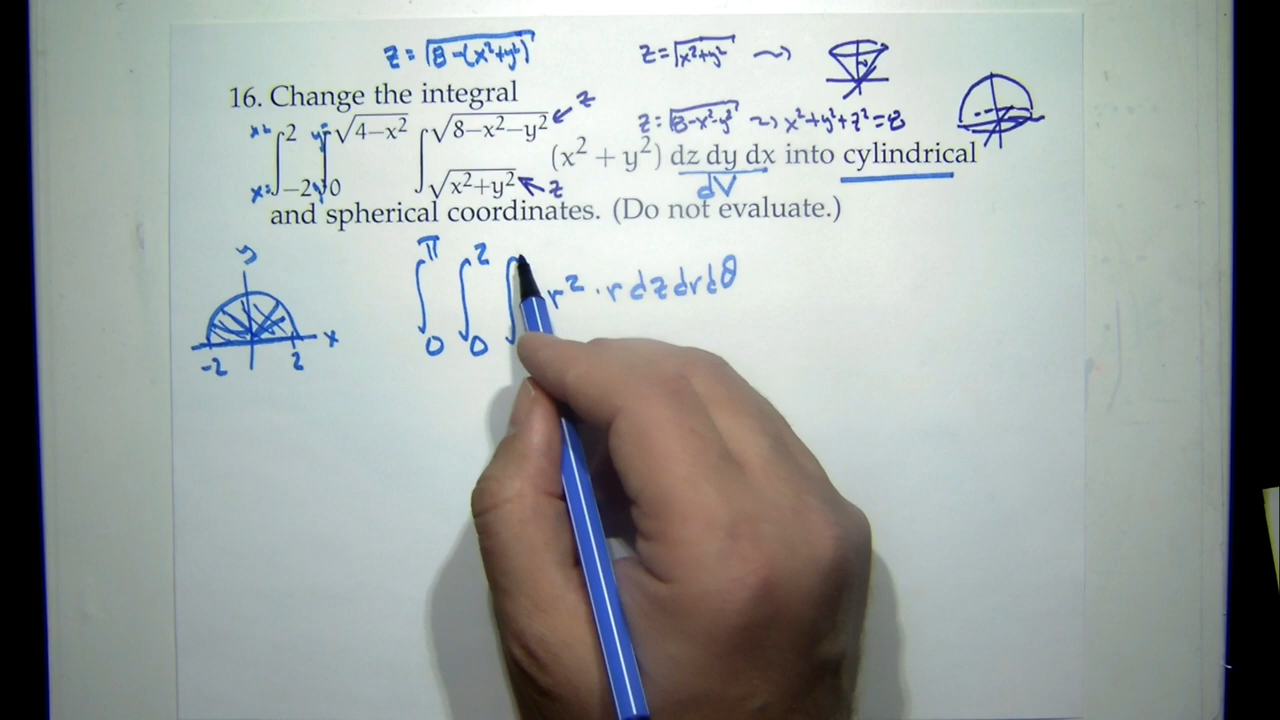 z = √8-(x²+y²)
z = √x²+y² ⇝
16. Change the integral
z = √8-x²-y² ⇝ x²+y²+z²=8
∫_{x=-2}^{x=2} ∫_{y=0}^{y=√4−x²} ∫_{√x²+y² ← z}^{√8−x²−y² ← z} (x² + y²) dz dy dx into cylindrical
dV
and spherical coordinates. (Do not evaluate.)
y
∫_0^π ∫_0^2 ∫ r² · r dz dr dθ
x
-2 2